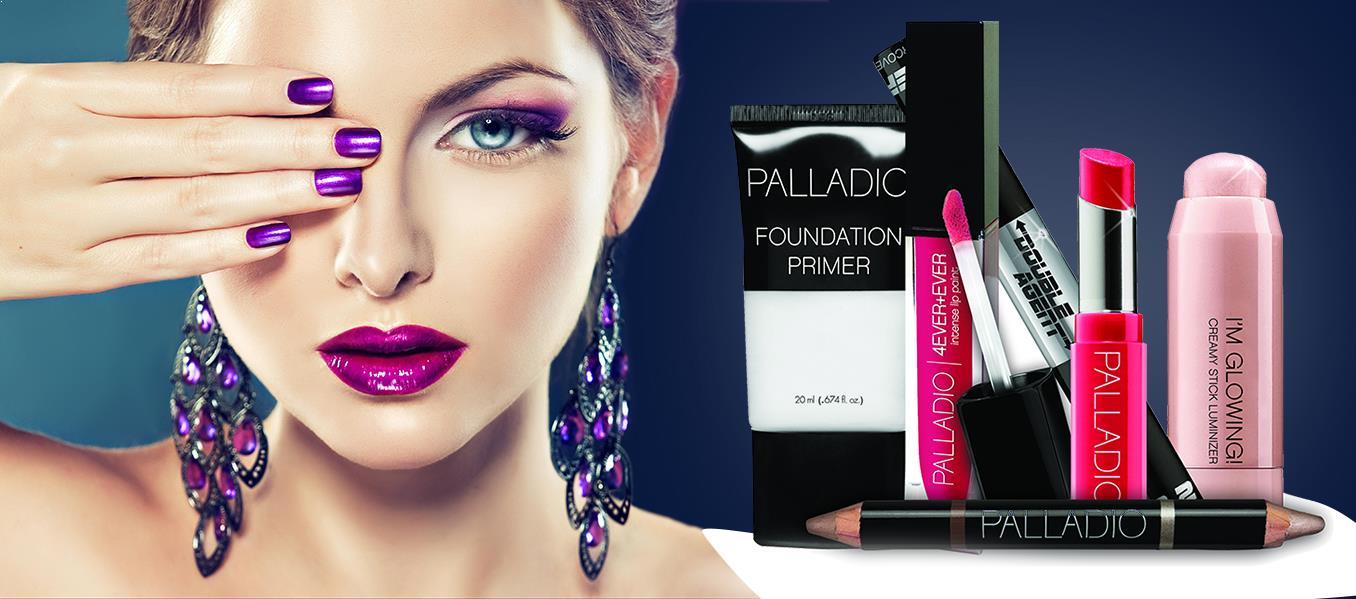 PALLADIO
FOUNDATION
PRIMER
20 ml (.674 fl. oz.)
PALLADIO | 4EVER+EVER
intense lip paint
DOUBLE
AGENT
PALLADIO
I'M GLOWING!
CREAMY STICK LUMINIZER
PALLADIO